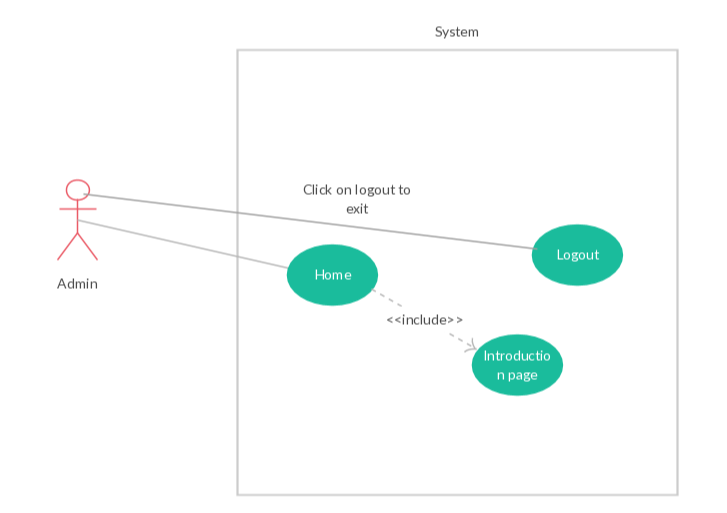 System
Click on logout to
exit
Logout
Home
Admin
<<include>>
Introductio
n page